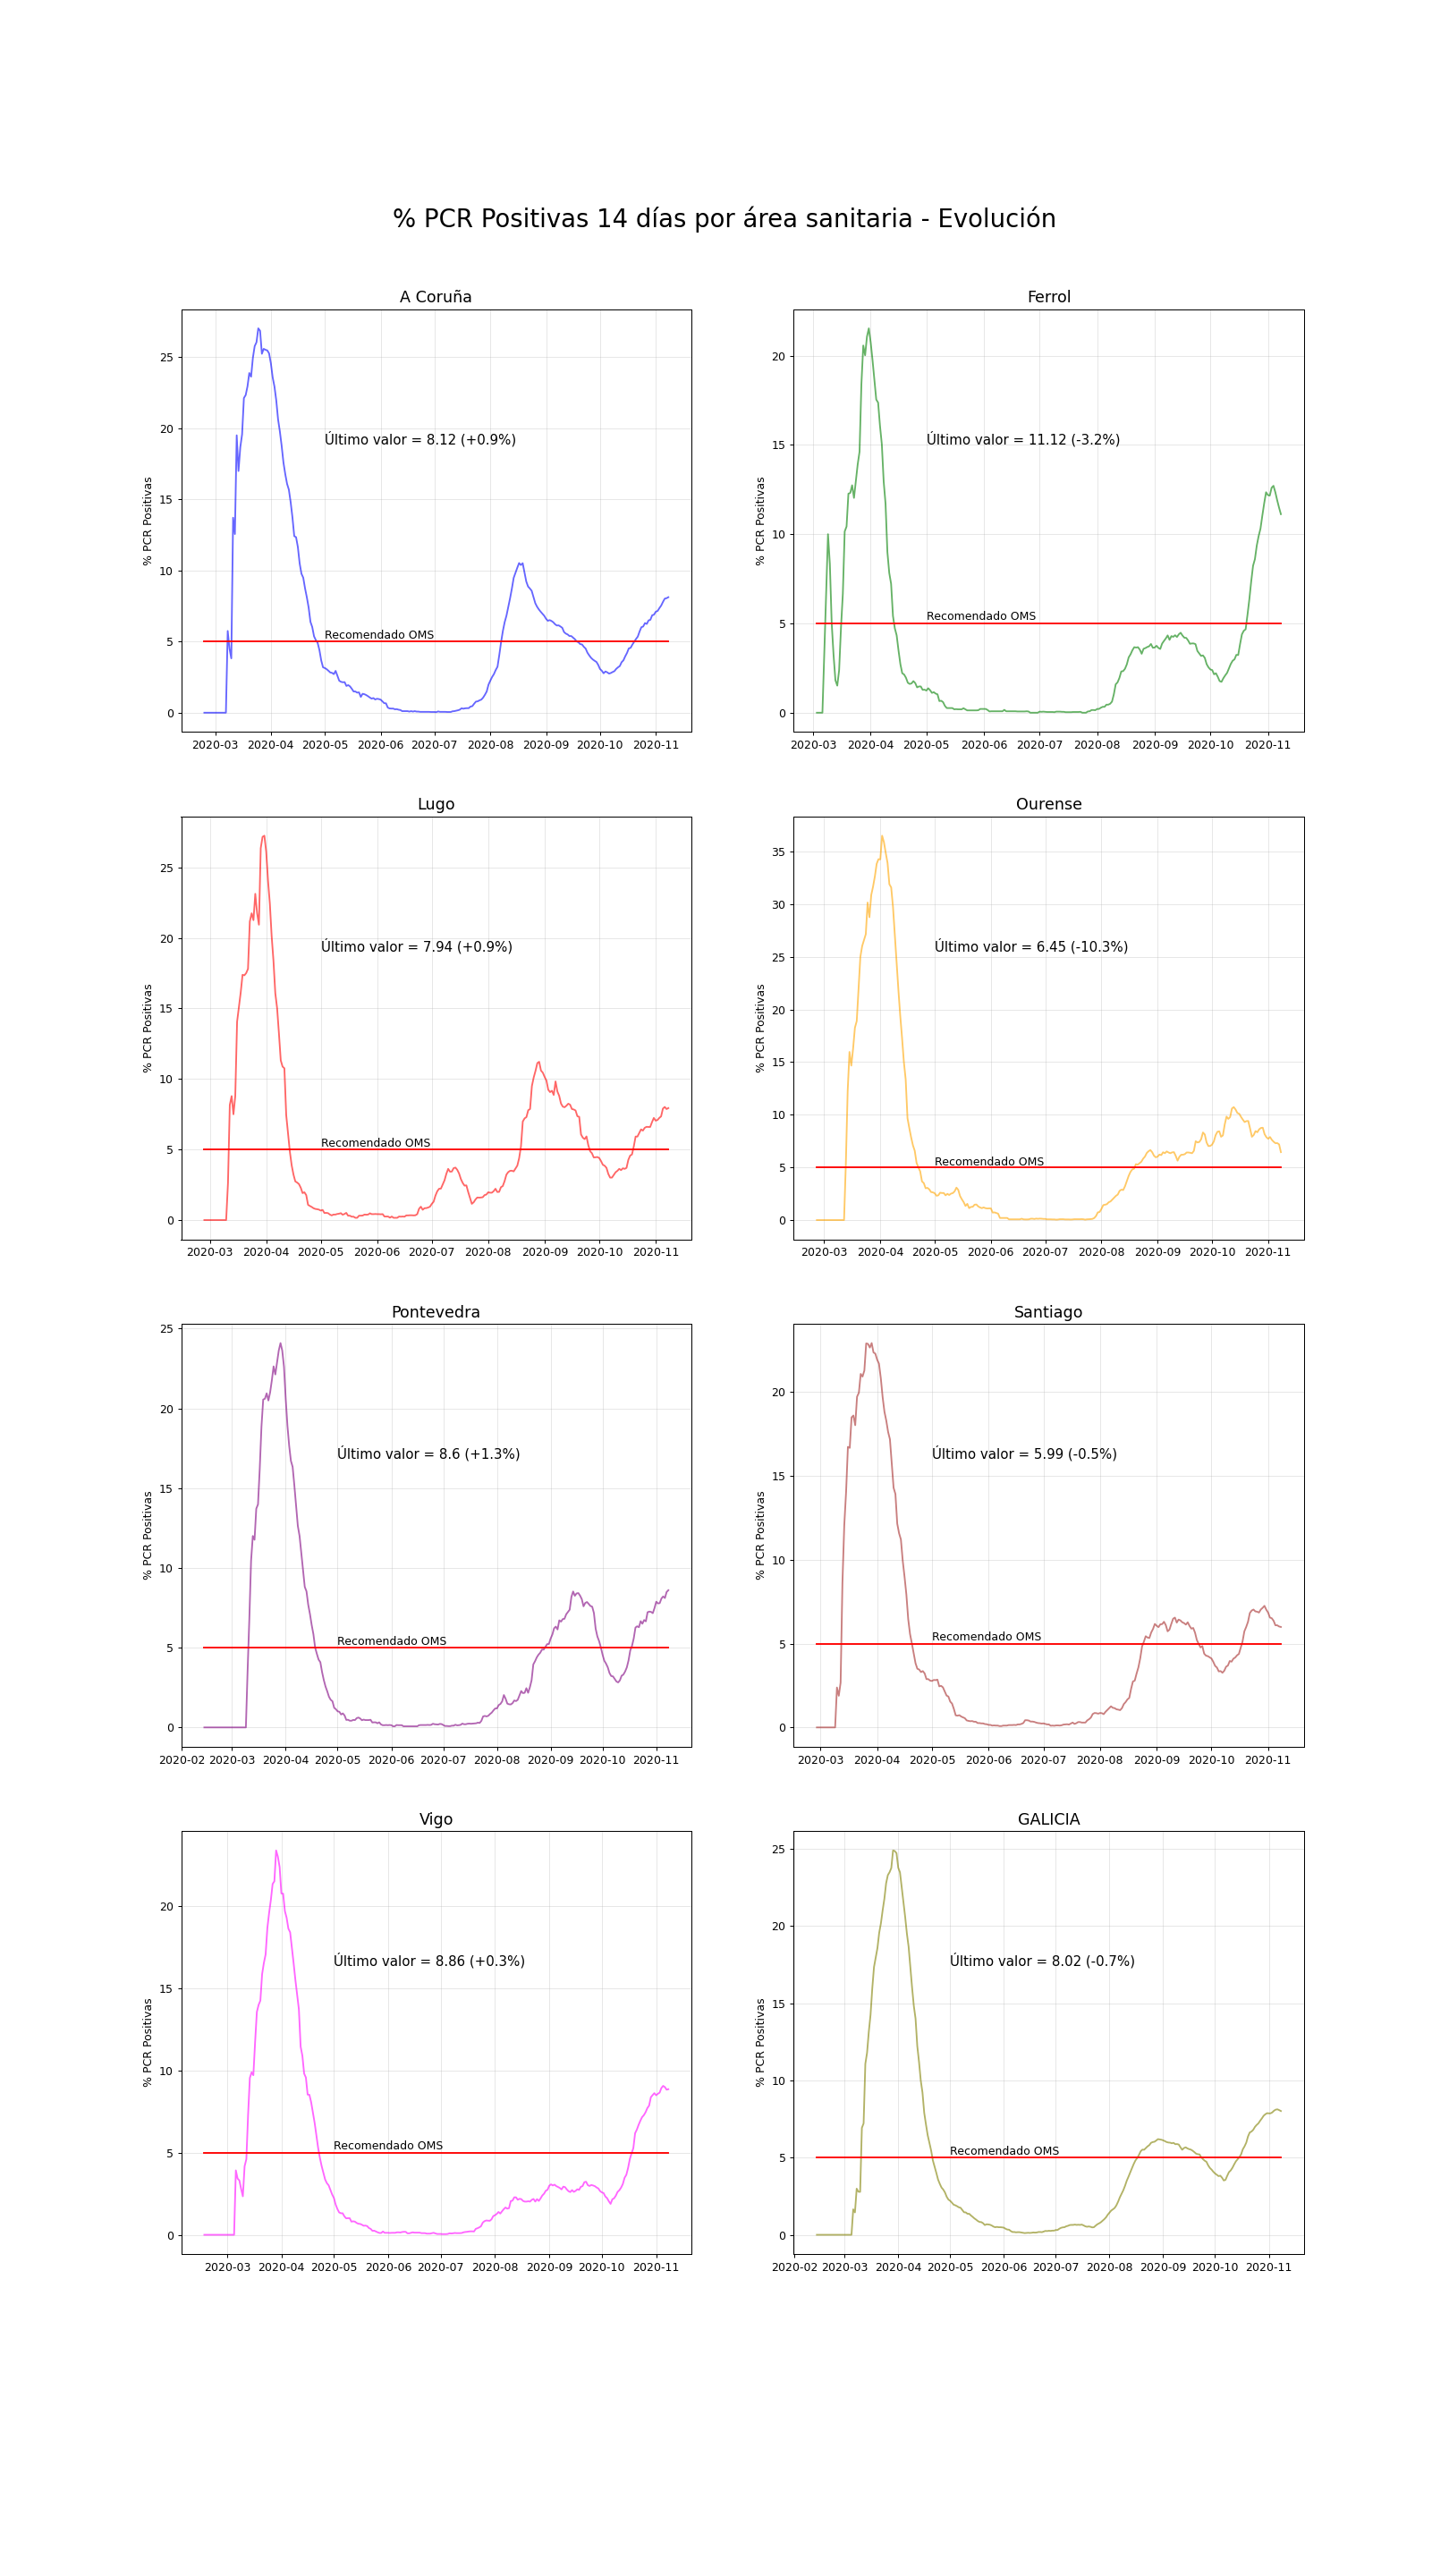 % PCR Positivas 14 días por área sanitaria - Evolución
A Coruña
% PCR Positivas
25
20
15
10
5
0
Último valor = 8.12 (+0.9%)
Recomendado OMS
2020-03 2020-04 2020-05 2020-06 2020-07 2020-08 2020-09 2020-10 2020-11
Ferrol
% PCR Positivas
20
15
10
5
0
Último valor = 11.12 (-3.2%)
Recomendado OMS
2020-03 2020-04 2020-05 2020-06 2020-07 2020-08 2020-09 2020-10 2020-11
Lugo
% PCR Positivas
25
20
15
10
5
0
Último valor = 7.94 (+0.9%)
Recomendado OMS
2020-03 2020-04 2020-05 2020-06 2020-07 2020-08 2020-09 2020-10 2020-11
Ourense
% PCR Positivas
35
30
25
20
15
10
5
0
Último valor = 6.45 (-10.3%)
Recomendado OMS
2020-03 2020-04 2020-05 2020-06 2020-07 2020-08 2020-09 2020-10 2020-11
Pontevedra
% PCR Positivas
25
20
15
10
5
0
Último valor = 8.6 (+1.3%)
Recomendado OMS
2020-02 2020-03 2020-04 2020-05 2020-06 2020-07 2020-08 2020-09 2020-10 2020-11
Santiago
% PCR Positivas
20
15
10
5
0
Último valor = 5.99 (-0.5%)
Recomendado OMS
2020-03 2020-04 2020-05 2020-06 2020-07 2020-08 2020-09 2020-10 2020-11
Vigo
% PCR Positivas
20
15
10
5
0
Último valor = 8.86 (+0.3%)
Recomendado OMS
2020-03 2020-04 2020-05 2020-06 2020-07 2020-08 2020-09 2020-10 2020-11
GALICIA
% PCR Positivas
25
20
15
10
5
0
Último valor = 8.02 (-0.7%)
Recomendado OMS
2020-02 2020-03 2020-04 2020-05 2020-06 2020-07 2020-08 2020-09 2020-10 2020-11